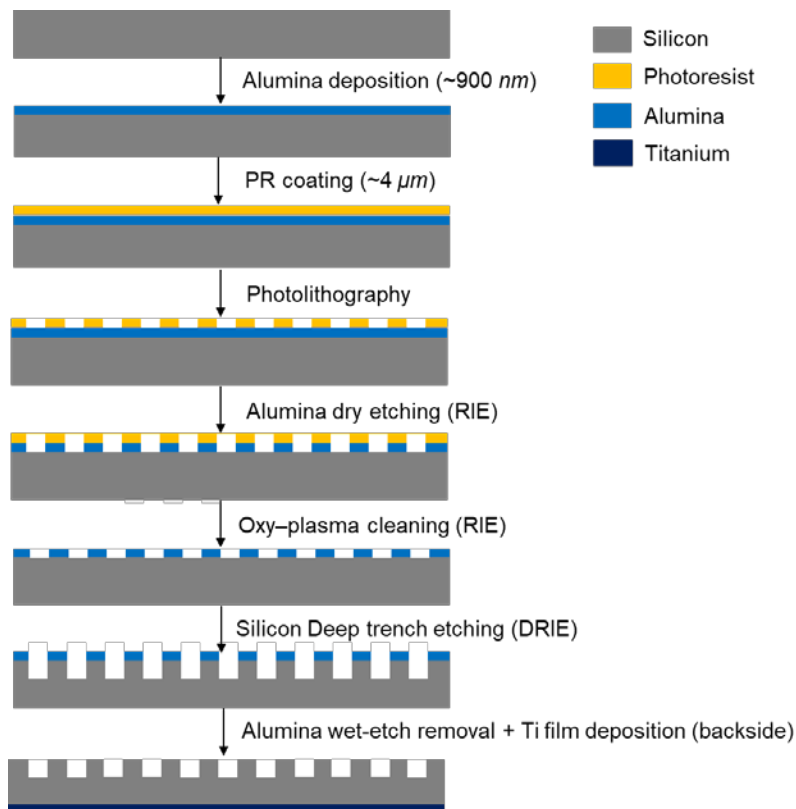 Silicon
Alumina deposition (~900 nm)
Photoresist
Alumina
Titanium
PR coating (~4 µm)
Photolithography
Alumina dry etching (RIE)
Oxy–plasma cleaning (RIE)
Silicon Deep trench etching (DRIE)
Alumina wet-etch removal + Ti film deposition (backside)